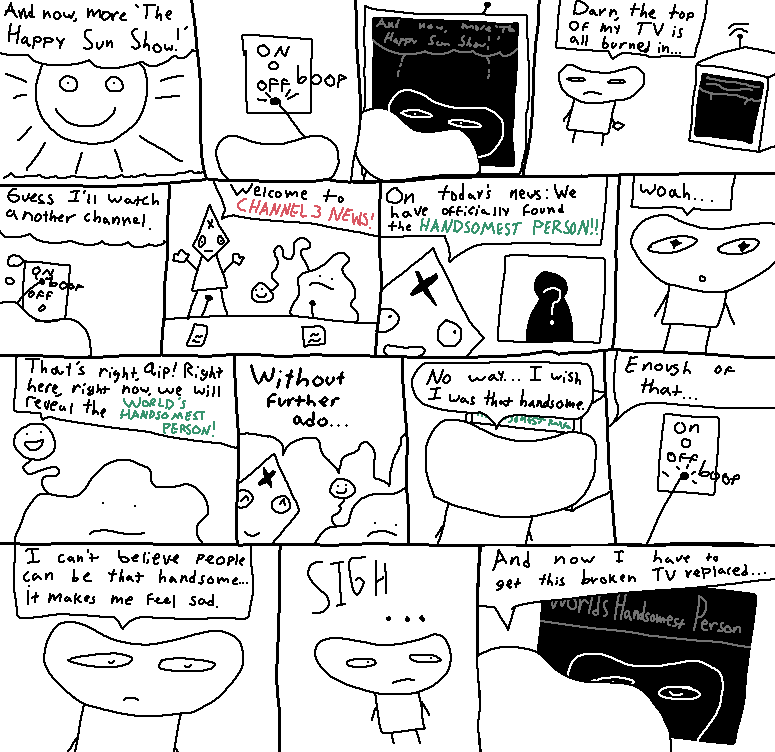 And now, more 'The
Happy Sun Show!'
ON
OFF
boop
And now, more 'The
Happy Sun Show!'
Darn, the top
of my TV is
all burned in...
Guess I'll watch
another channel.
ON
boop
OFF
Welcome to
CHANNEL 3 NEWS!
On today's news: We
have officially found
the HANDSOMEST PERSON!!
?
Woah...
That's right, Qip! Right
here, right now, we will
reveal the WORLD'S
HANDSOMEST
PERSON!
Without
further
ado...
No way... I wish
I was that handsome.
Enough of
that...
On
OFF
boop
I can't believe people
can be that handsome...
It makes me feel sad.
SIGH
...
And now I have to
get this broken TV replaced...
Worlds Handsomest Person